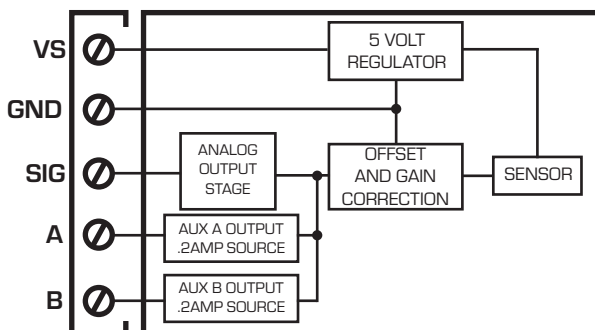 VS
5 VOLT
REGULATOR
GND
SIG
ANALOG
OUTPUT
STAGE
OFFSET
AND GAIN
CORRECTION
SENSOR
A
AUX A OUTPUT
.2AMP SOURCE
B
AUX B OUTPUT
.2AMP SOURCE